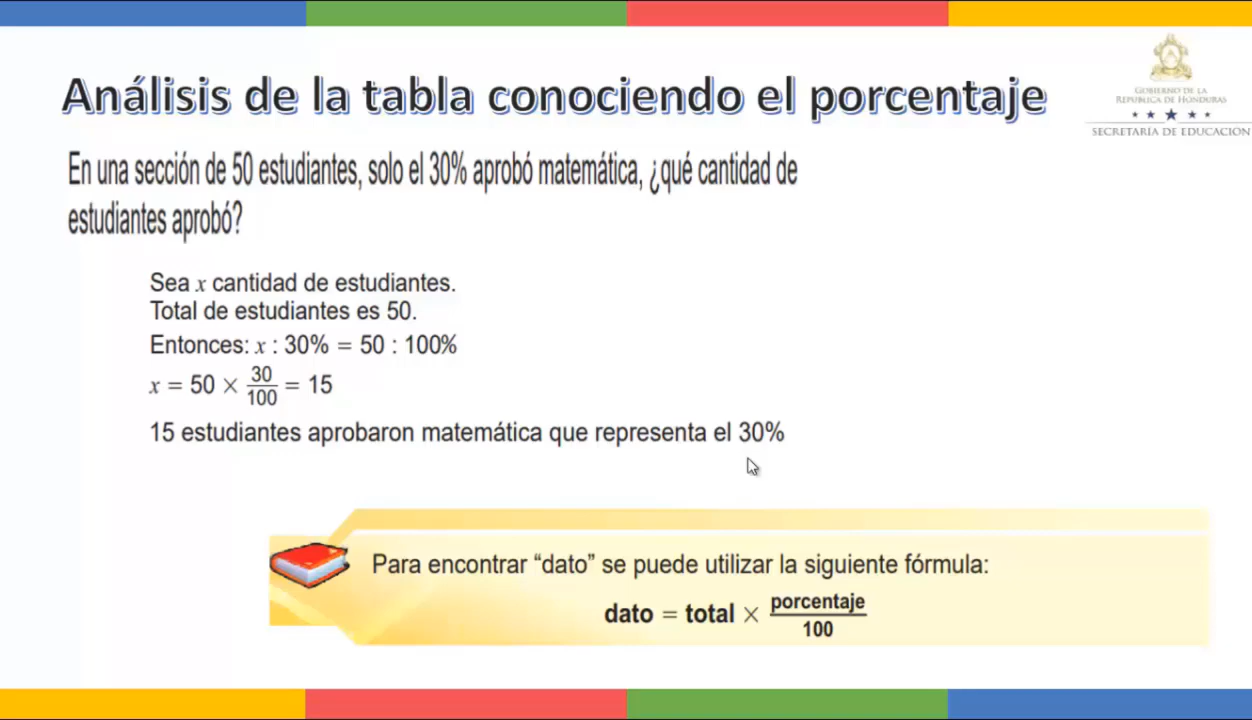 Análisis de la tabla conociendo el porcentaje
GOBIERNO DE LA
REPÚBLICA DE HONDURAS
SECRETARÍA DE EDUCACIÓN
En una sección de 50 estudiantes, solo el 30% aprobó matemática, ¿qué cantidad de
estudiantes aprobó?
Sea x cantidad de estudiantes.
Total de estudiantes es 50.
Entonces: x : 30% = 50 : 100%
x = 50 × 30/100 = 15
15 estudiantes aprobaron matemática que representa el 30%
Para encontrar “dato” se puede utilizar la siguiente fórmula:
dato = total × porcentaje/100